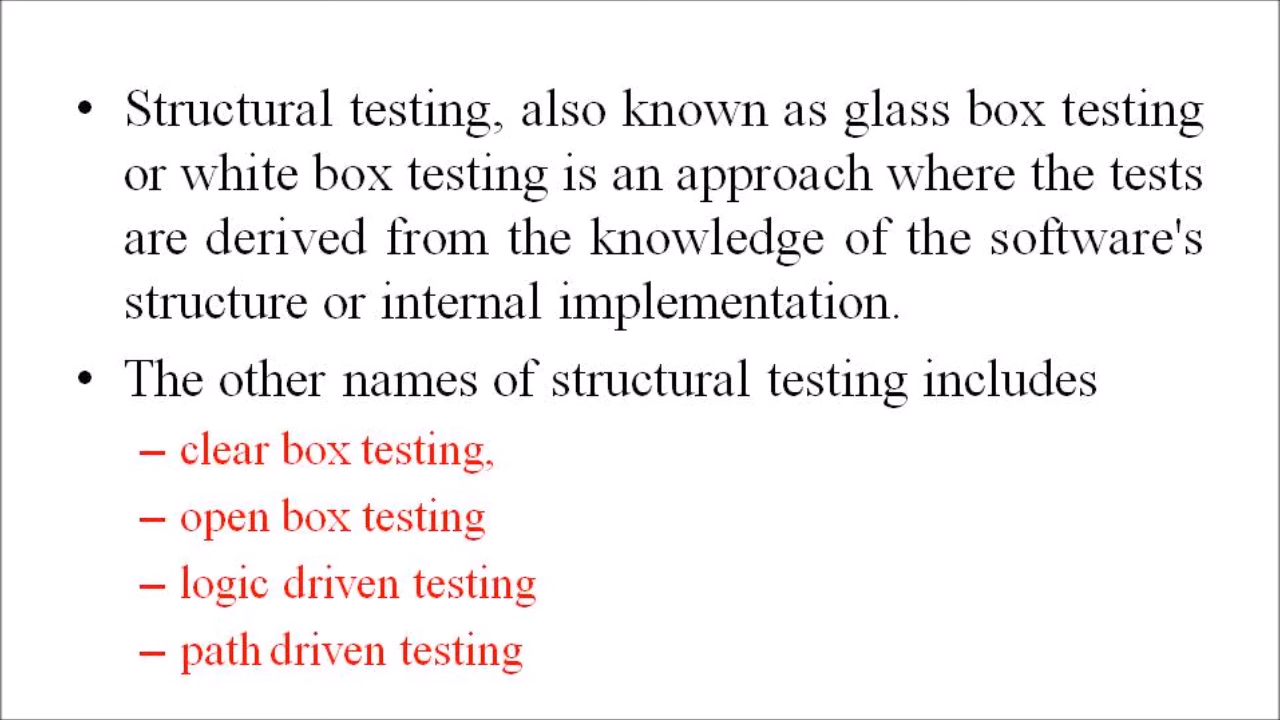 • Structural testing, also known as glass box testing
or white box testing is an approach where the tests
are derived from the knowledge of the software's
structure or internal implementation.
• The other names of structural testing includes
– clear box testing,
– open box testing
– logic driven testing
– path driven testing